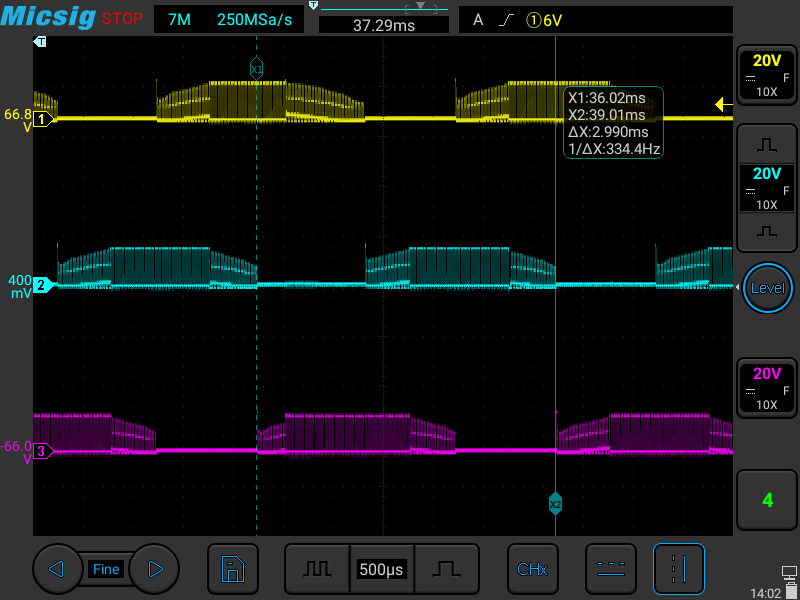 Micsig STOP 7M 250MSa/s T 37.29ms A ①6V
T
X1
20V
F
10X
66.8
V
1
X1:36.02ms
X2:39.01ms
ΔX:2.990ms
1/ΔX:334.4Hz
20V
F
10X
400
mV
2
Level
20V
F
10X
-66.0
V
3
X2
4
Fine
500µs
CHx
14:02